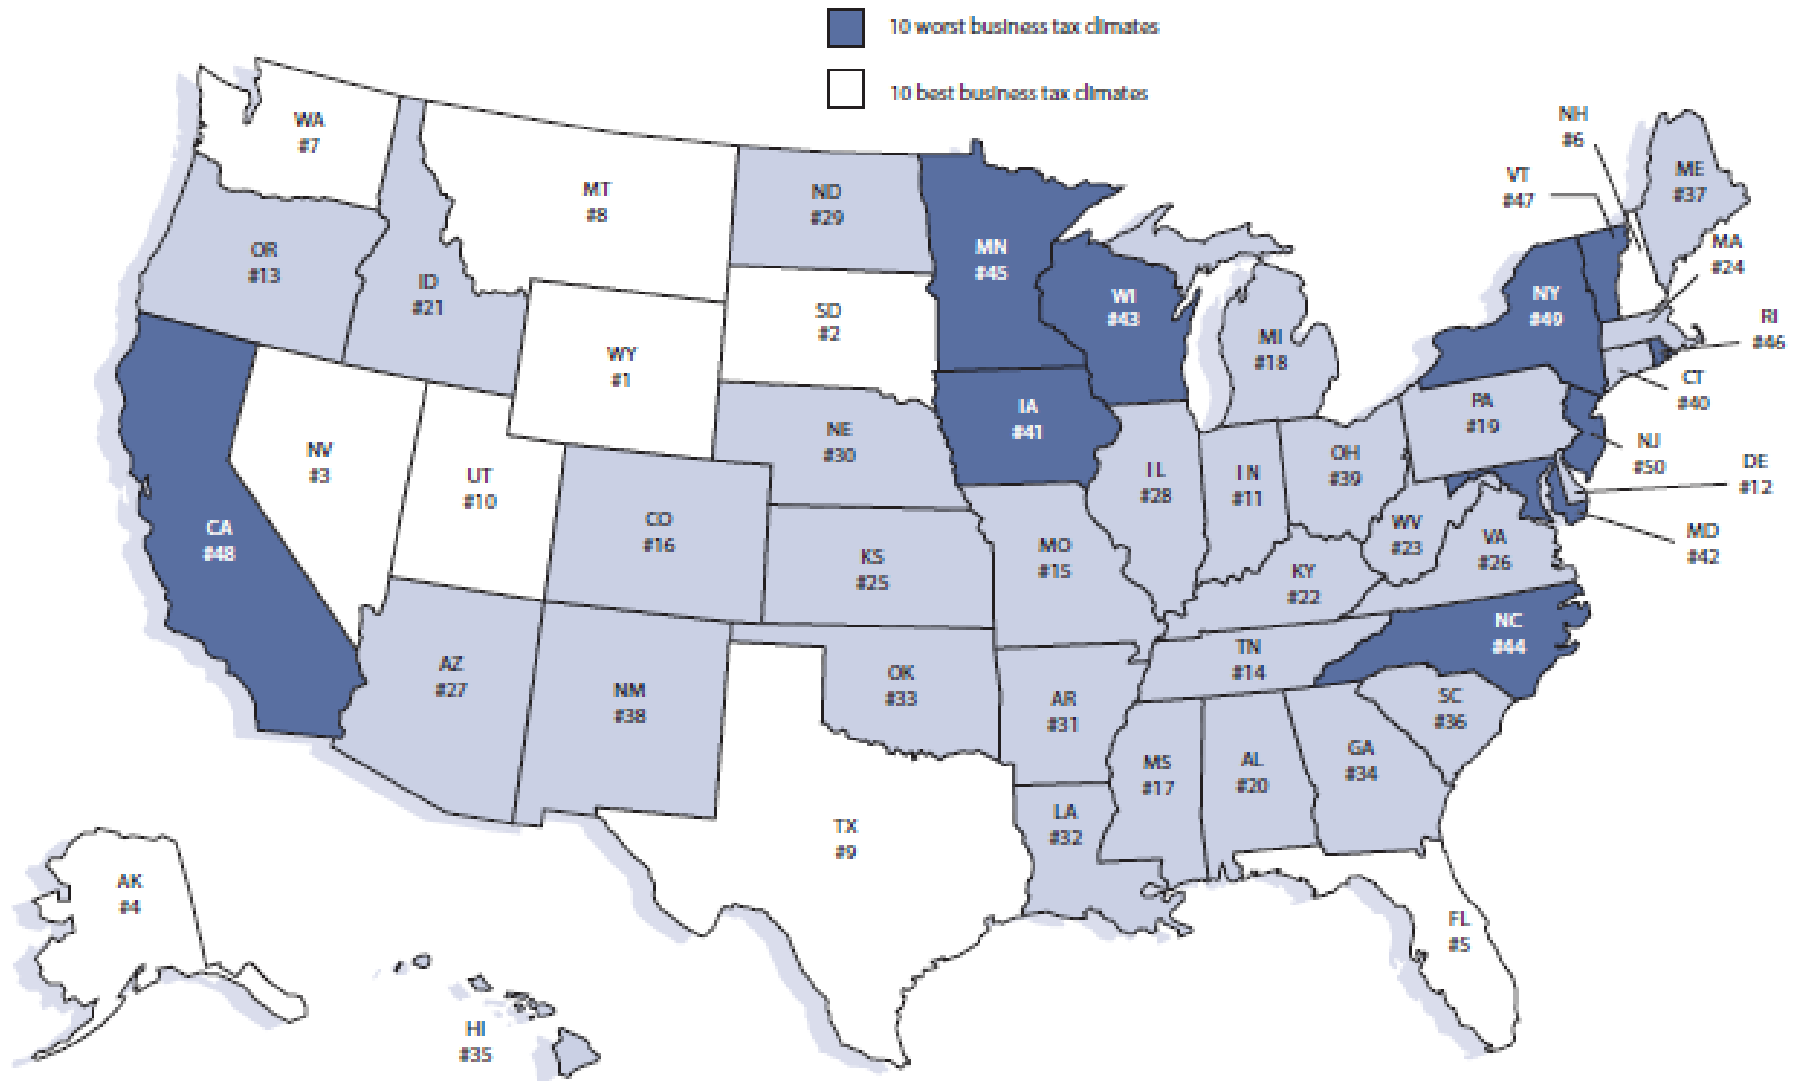 10 worst business tax climates
10 best business tax climates
WA
#7
MT
#8
ND
#29
MN
#45
WI
#43
NH
#6
VT
#47
ME
#37
MA
#24
NY
#49
RI
#46
CT
#40
OR
#13
ID
#21
WY
#1
SD
#2
MI
#18
IA
#41
NE
#30
PA
#19
NJ
#50
DE
#12
MD
#42
NV
#3
UT
#10
CO
#16
KS
#25
MO
#15
IL
#28
IN
#11
OH
#39
WV
#23
VA
#26
KY
#22
CA
#48
AZ
#27
NM
#38
OK
#33
AR
#31
TN
#14
NC
#44
SC
#36
MS
#17
AL
#20
GA
#34
TX
#9
LA
#32
FL
#5
AK
#4
HI
#35